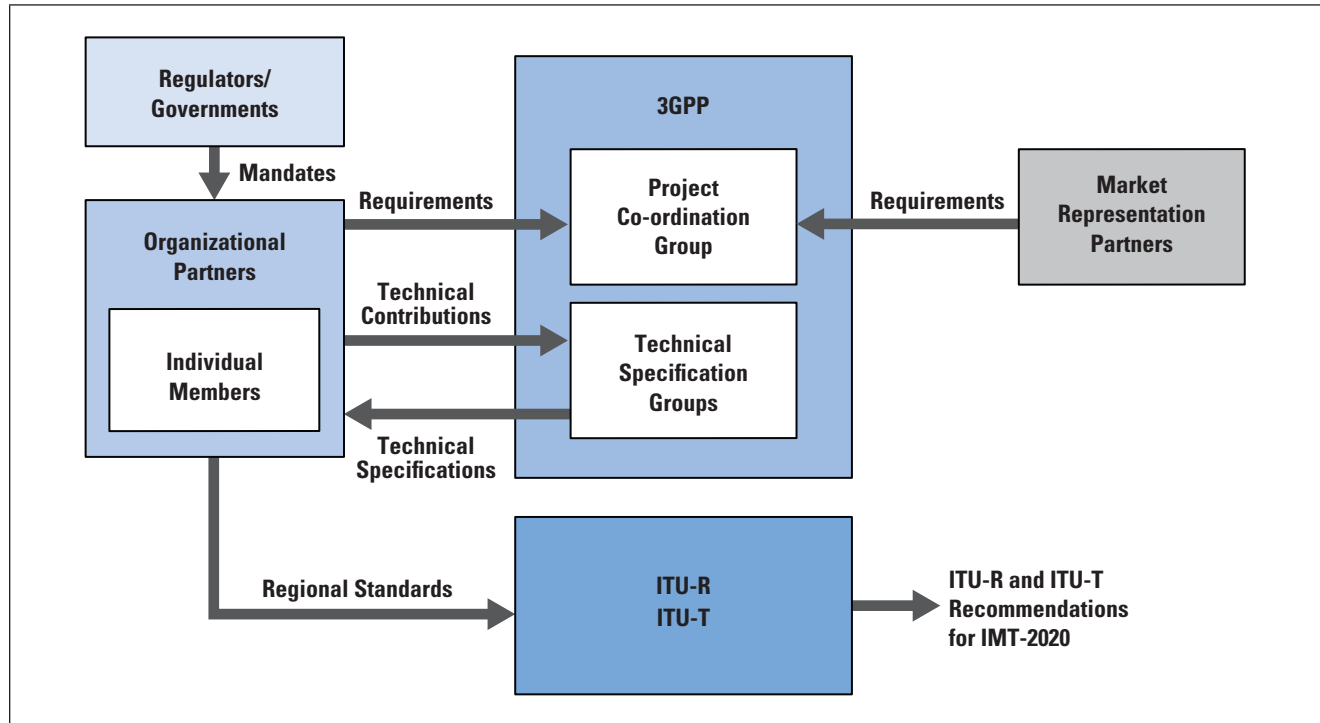 Regulators/
Governments
Mandates
Organizational
Partners
Individual
Members
Requirements
Technical
Contributions
Technical
Specifications
3GPP
Project
Co-ordination
Group
Technical
Specification
Groups
Requirements
Market
Representation
Partners
Regional Standards
ITU-R
ITU-T
ITU-R and ITU-T
Recommendations
for IMT-2020